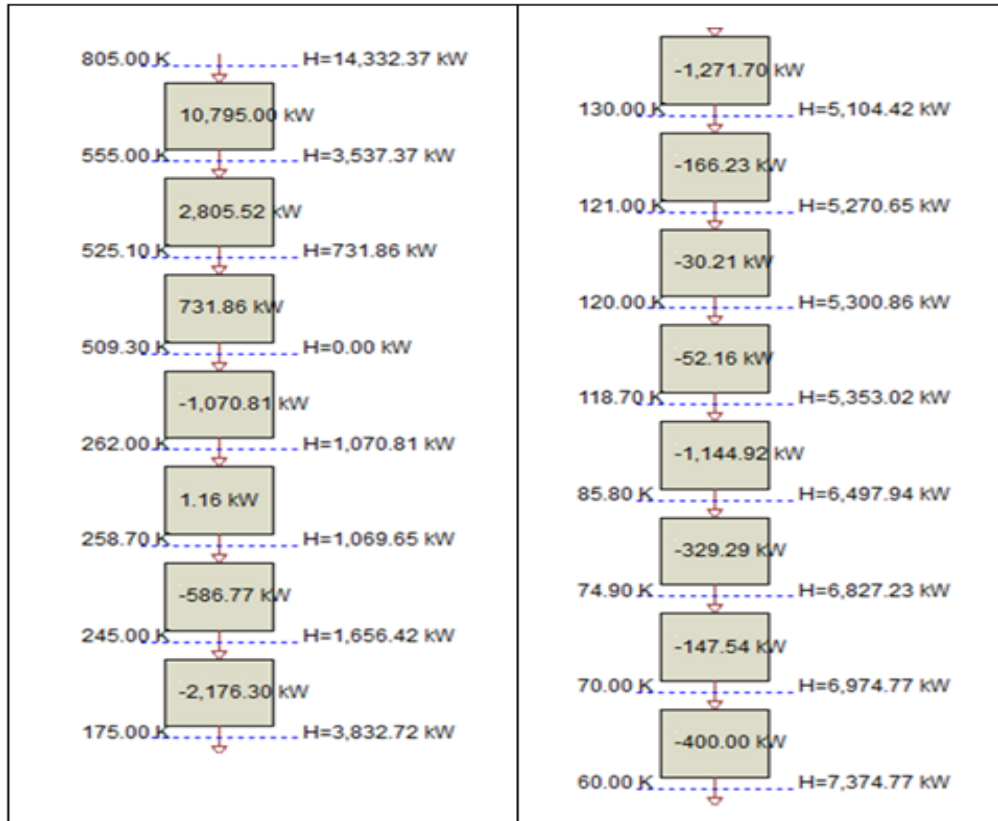 805.00 K H=14,332.37 kW
10,795.00 kW
555.00 K H=3,537.37 kW
2,805.52 kW
525.10 K H=731.86 kW
731.86 kW
509.30 K H=0.00 kW
-1,070.81 kW
262.00 K H=1,070.81 kW
1.16 kW
258.70 K H=1,069.65 kW
-586.77 kW
245.00 K H=1,656.42 kW
-2,176.30 kW
175.00 K H=3,832.72 kW
-1,271.70 kW
130.00 K H=5,104.42 kW
-166.23 kW
121.00 K H=5,270.65 kW
-30.21 kW
120.00 K H=5,300.86 kW
-52.16 kW
118.70 K H=5,353.02 kW
-1,144.92 kW
85.80 K H=6,497.94 kW
-329.29 kW
74.90 K H=6,827.23 kW
-147.54 kW
70.00 K H=6,974.77 kW
-400.00 kW
60.00 K H=7,374.77 kW